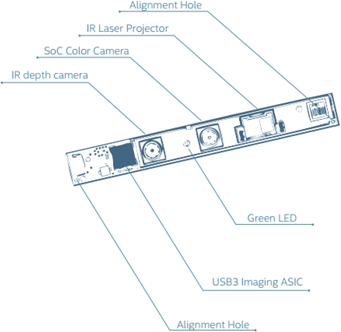 Alignment Hole
IR Laser Projector
SoC Color Camera
IR depth camera
Green LED
USB3 Imaging ASIC
Alignment Hole